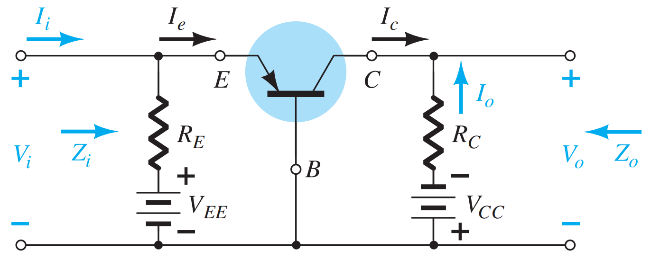 I_i I_e I_c
+ E C I_o +
V_i Z_i R_E R_C V_o Z_o
B
+ −
V_EE V_CC
− − + −